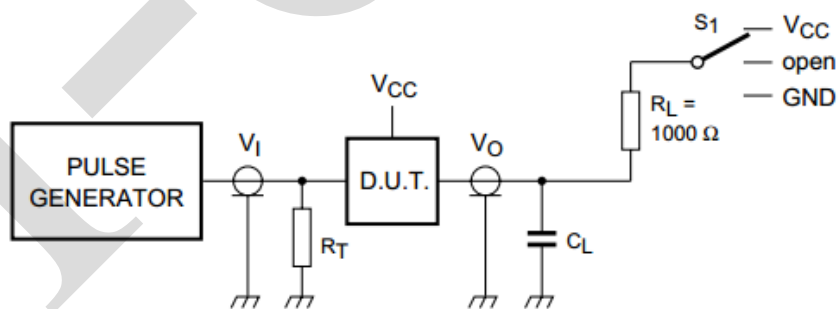 S1
VCC
open
GND
VCC
RL =
1000 Ω
VI
VO
PULSE
GENERATOR
D.U.T.
RT
CL